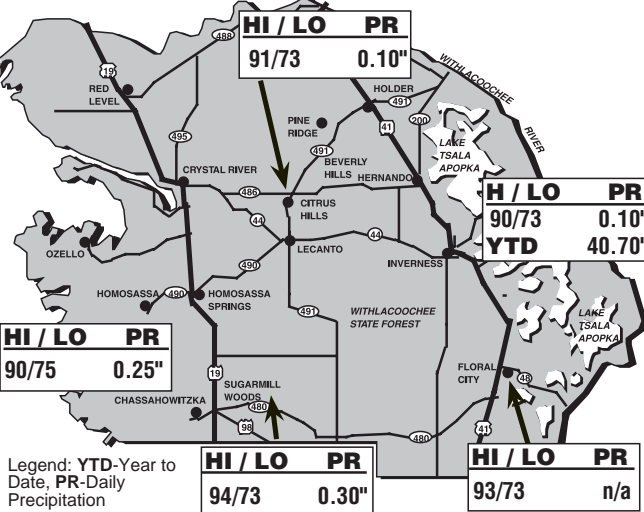 HI / LO PR
91/73 0.10"
488
WITHLACOOCHEE
RIVER
19
RED
LEVEL
HOLDER
491
200
41
PINE
RIDGE
495
491
LAKE
TSALA
APOPKA
BEVERLY
HILLS
CRYSTAL RIVER
HERNANDO
486
HI / LO PR
90/73 0.10"
YTD 40.70"
CITRUS
HILLS
44
44
LECANTO
OZELLO
INVERNESS
490
HOMOSASSA
490
HOMOSASSA
SPRINGS
491
WITHLACOOCHEE
STATE FOREST
LAKE
TSALA
APOPKA
HI / LO PR
90/75 0.25"
19
FLORAL
CITY
48
SUGARMILL
WOODS
CHASSAHOWITZKA
480
98
480
41
Legend: YTD-Year to
Date, PR-Daily
Precipitation
HI / LO PR
94/73 0.30"
HI / LO PR
93/73 n/a